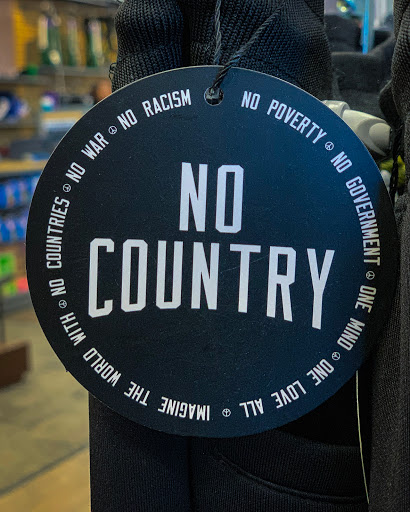 NO
COUNTRY
IMAGINE THE WORLD WITH ☮ NO COUNTRIES ☮ NO WAR ☮ NO RACISM NO POVERTY ☮ NO GOVERNMENT ☮ ONE MIND ☮ ONE LOVE ALL ☮